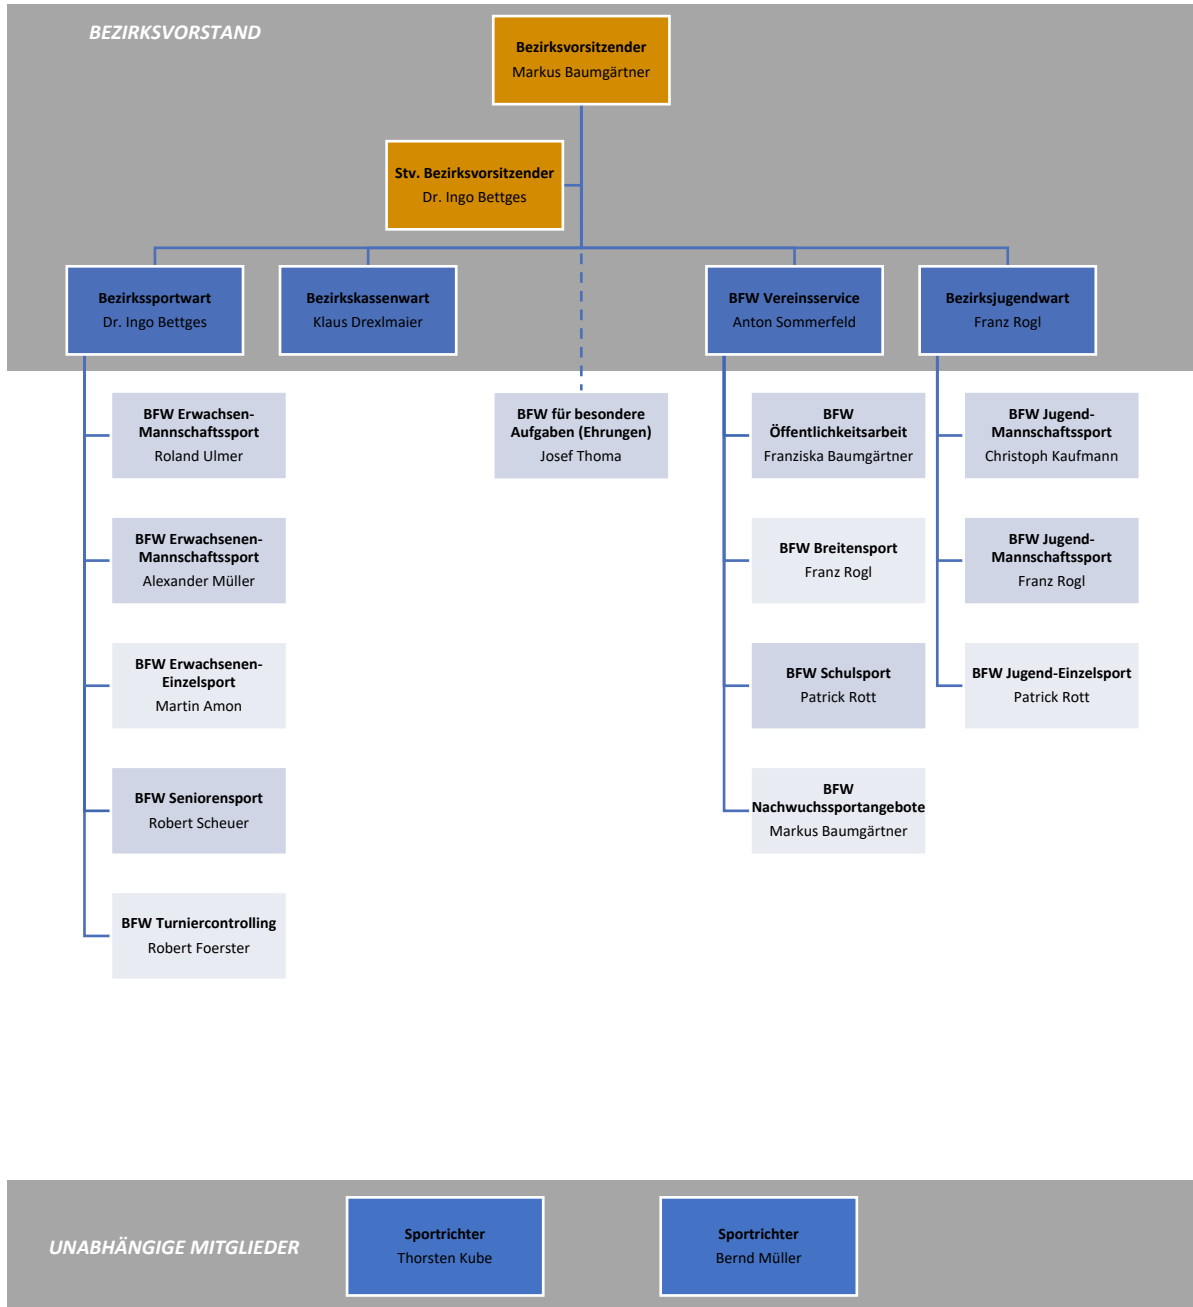 BEZIRKSVORSTAND
Bezirksvorsitzender
Markus Baumgärtner
Stv. Bezirksvorsitzender
Dr. Ingo Bettges
Bezirkssportwart
Dr. Ingo Bettges
Bezirkskassenwart
Klaus Drexlmaier
BFW Vereinsservice
Anton Sommerfeld
Bezirksjugendwart
Franz Rogl
BFW Erwachsen-
Mannschaftssport
Roland Ulmer
BFW für besondere
Aufgaben (Ehrungen)
Josef Thoma
BFW
Öffentlichkeitsarbeit
Franziska Baumgärtner
BFW Jugend-
Mannschaftssport
Christoph Kaufmann
BFW Erwachsenen-
Mannschaftssport
Alexander Müller
BFW Breitensport
Franz Rogl
BFW Jugend-
Mannschaftssport
Franz Rogl
BFW Erwachsenen-
Einzelsport
Martin Amon
BFW Schulsport
Patrick Rott
BFW Jugend-Einzelsport
Patrick Rott
BFW Seniorensport
Robert Scheuer
BFW
Nachwuchssportangebote
Markus Baumgärtner
BFW Turniercontrolling
Robert Foerster
UNABHÄNGIGE MITGLIEDER
Sportrichter
Thorsten Kube
Sportrichter
Bernd Müller